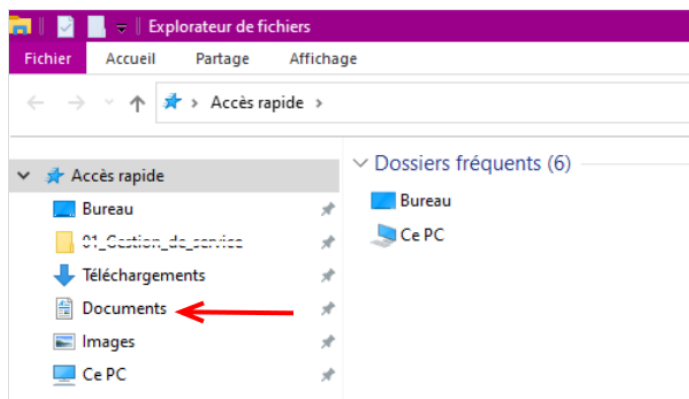 Explorateur de fichiers
Fichier Accueil Partage Affichage
Accès rapide
Accès rapide
Bureau
01_Gestion_de_service
Téléchargements
Documents
Images
Ce PC
Dossiers fréquents (6)
Bureau
Ce PC